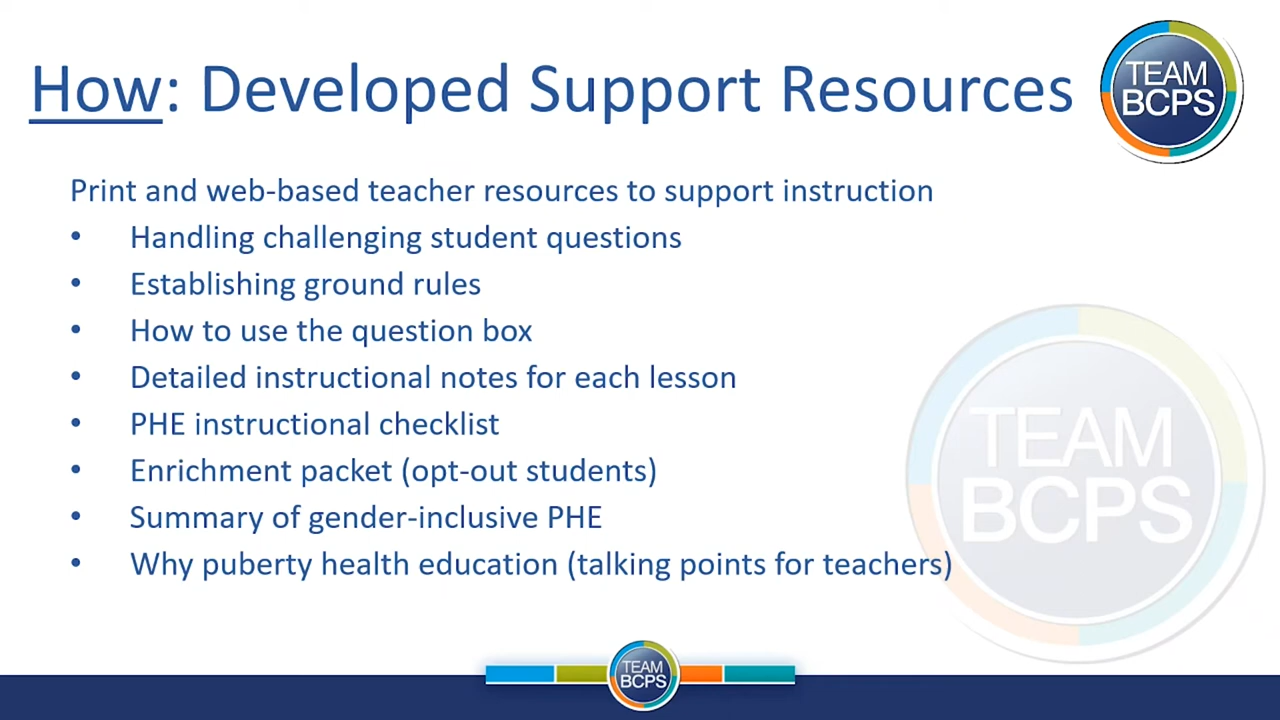 How: Developed Support Resources
TEAM
BCPS
Print and web-based teacher resources to support instruction
• Handling challenging student questions
• Establishing ground rules
• How to use the question box
• Detailed instructional notes for each lesson
• PHE instructional checklist
• Enrichment packet (opt-out students)
• Summary of gender-inclusive PHE
• Why puberty health education (talking points for teachers)
TEAM
BCPS
TEAM
BCPS